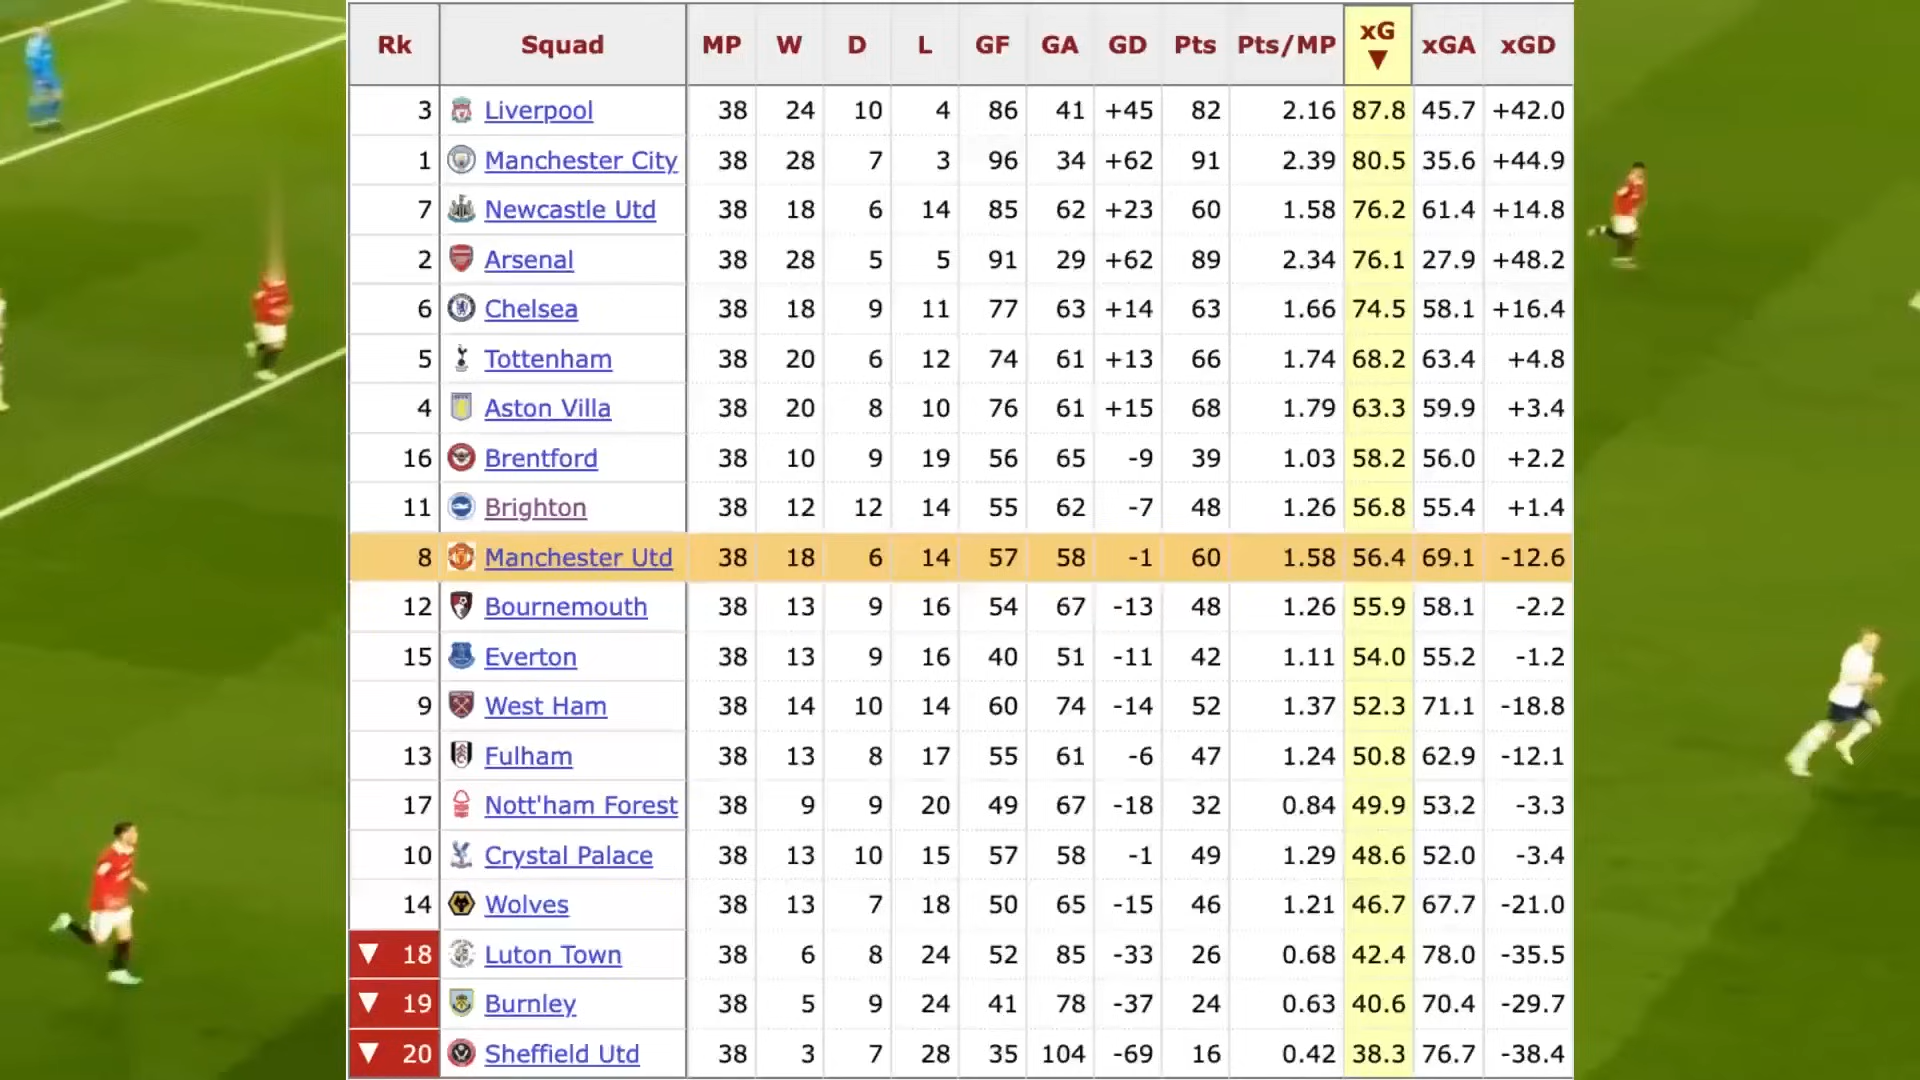 Rk Squad MP W D L GF GA GD Pts Pts/MP xG ▼ xGA xGD
3 Liverpool 38 24 10 4 86 41 +45 82 2.16 87.8 45.7 +42.0
1 Manchester City 38 28 7 3 96 34 +62 91 2.39 80.5 35.6 +44.9
7 Newcastle Utd 38 18 6 14 85 62 +23 60 1.58 76.2 61.4 +14.8
2 Arsenal 38 28 5 5 91 29 +62 89 2.34 76.1 27.9 +48.2
6 Chelsea 38 18 9 11 77 63 +14 63 1.66 74.5 58.1 +16.4
5 Tottenham 38 20 6 12 74 61 +13 66 1.74 68.2 63.4 +4.8
4 Aston Villa 38 20 8 10 76 61 +15 68 1.79 63.3 59.9 +3.4
16 Brentford 38 10 9 19 56 65 -9 39 1.03 58.2 56.0 +2.2
11 Brighton 38 12 12 14 55 62 -7 48 1.26 56.8 55.4 +1.4
8 Manchester Utd 38 18 6 14 57 58 -1 60 1.58 56.4 69.1 -12.6
12 Bournemouth 38 13 9 16 54 67 -13 48 1.26 55.9 58.1 -2.2
15 Everton 38 13 9 16 40 51 -11 42 1.11 54.0 55.2 -1.2
9 West Ham 38 14 10 14 60 74 -14 52 1.37 52.3 71.1 -18.8
13 Fulham 38 13 8 17 55 61 -6 47 1.24 50.8 62.9 -12.1
17 Nott'ham Forest 38 9 9 20 49 67 -18 32 0.84 49.9 53.2 -3.3
10 Crystal Palace 38 13 10 15 57 58 -1 49 1.29 48.6 52.0 -3.4
14 Wolves 38 13 7 18 50 65 -15 46 1.21 46.7 67.7 -21.0
▼ 18 Luton Town 38 6 8 24 52 85 -33 26 0.68 42.4 78.0 -35.5
▼ 19 Burnley 38 5 9 24 41 78 -37 24 0.63 40.6 70.4 -29.7
▼ 20 Sheffield Utd 38 3 7 28 35 104 -69 16 0.42 38.3 76.7 -38.4